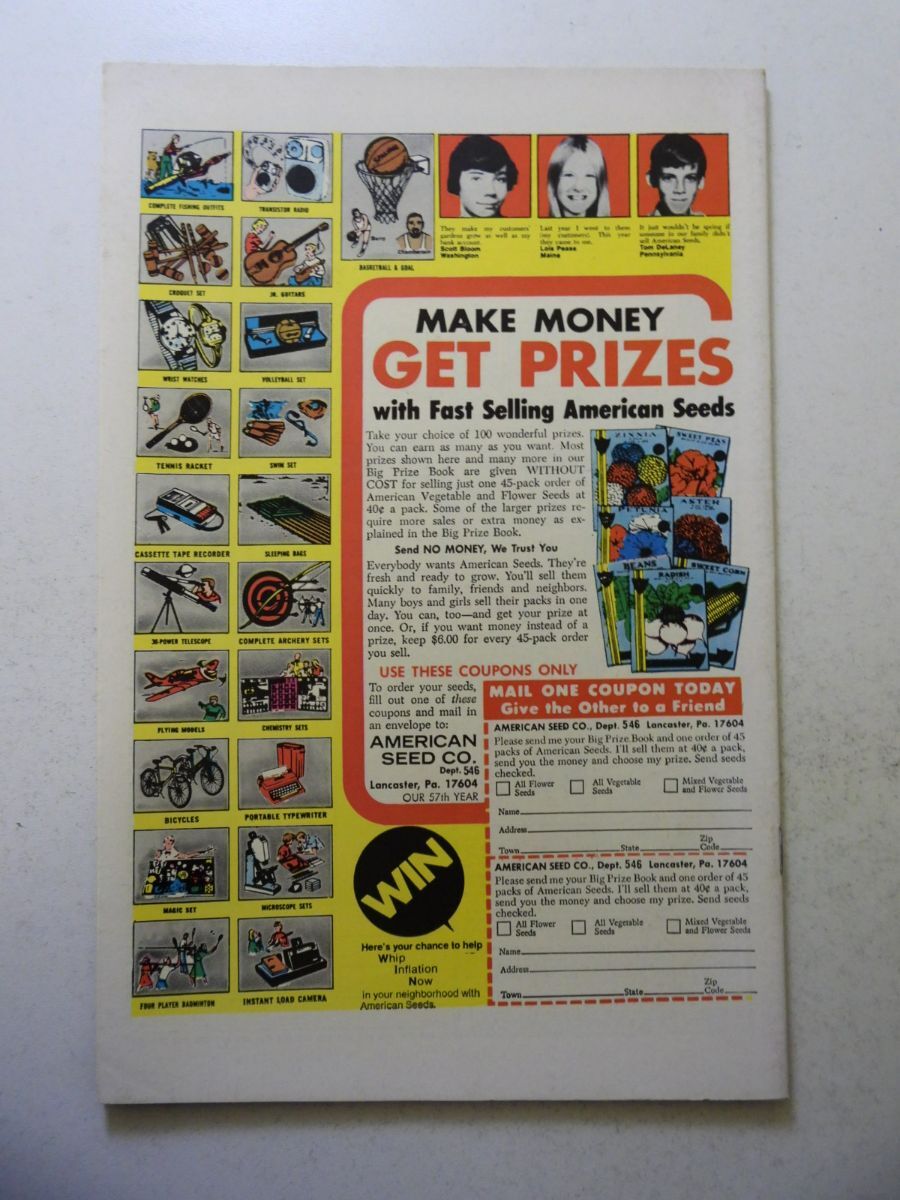 COMPLETE FISHING OUTFITS
TRANSISTOR RADIO
CROQUET SET
JR. GUITARS
WRIST WATCHES
VOLLEYBALL SET
TENNIS RACKET
SWIM SET
CASSETTE TAPE RECORDER
SLEEPING BAGS
30-POWER TELESCOPE
COMPLETE ARCHERY SETS
FLYING MODELS
CHEMISTRY SETS
BICYCLES
PORTABLE TYPEWRITER
MAGIC SET
MICROSCOPE SETS
FOUR PLAYER BADMINTON
INSTANT LOAD CAMERA
SPALDING
Barry
Chamberlain
BASKETBALL & GOAL
They make my customers'
gardens grow as well as my
bank account.
Scott Bloom
Washington
Last year I went to them
(my customers). This year
they came to me.
Lois Pease
Maine
It just wouldn't be spring if
someone in our family didn't
sell American Seeds.
Tom DeLaney
Pennsylvania
MAKE MONEY
GET PRIZES
with Fast Selling American Seeds
Take your choice of 100 wonderful prizes.
You can earn as many as you want. Most
prizes shown here and many more in our
Big Prize Book are given WITHOUT
COST for selling just one 45-pack order of
American Vegetable and Flower Seeds at
40¢ a pack. Some of the larger prizes re-
quire more sales or extra money as ex-
plained in the Big Prize Book.
Send NO MONEY, We Trust You
Everybody wants American Seeds. They're
fresh and ready to grow. You'll sell them
quickly to family, friends and neighbors.
Many boys and girls sell their packs in one
day. You can, too—and get your prize at
once. Or, if you want money instead of a
prize, keep $6.00 for every 45-pack order
you sell.
ZINNIA
SWEET PEAS
PETUNIA
ASTER
BEANS
RADISH
SWEET CORN
USE THESE COUPONS ONLY
To order your seeds,
fill out one of these
coupons and mail in
an envelope to:
AMERICAN
SEED CO.
Dept. 546
Lancaster, Pa. 17604
OUR 57th YEAR
WIN
Here's your chance to help
Whip
Inflation
Now
in your neighborhood with
American Seeds.
MAIL ONE COUPON TODAY
Give the Other to a Friend
AMERICAN SEED CO., Dept. 546 Lancaster, Pa. 17604
Please send me your Big Prize Book and one order of 45
packs of American Seeds. I'll sell them at 40¢ a pack,
send you the money and choose my prize. Send seeds
checked.
All Flower Seeds
All Vegetable Seeds
Mixed Vegetable and Flower Seeds
Name
Address
Town State Zip Code
AMERICAN SEED CO., Dept. 546 Lancaster, Pa. 17604
Please send me your Big Prize Book and one order of 45
packs of American Seeds. I'll sell them at 40¢ a pack,
send you the money and choose my prize. Send seeds
checked.
All Flower Seeds
All Vegetable Seeds
Mixed Vegetable and Flower Seeds
Name
Address
Town State Zip Code